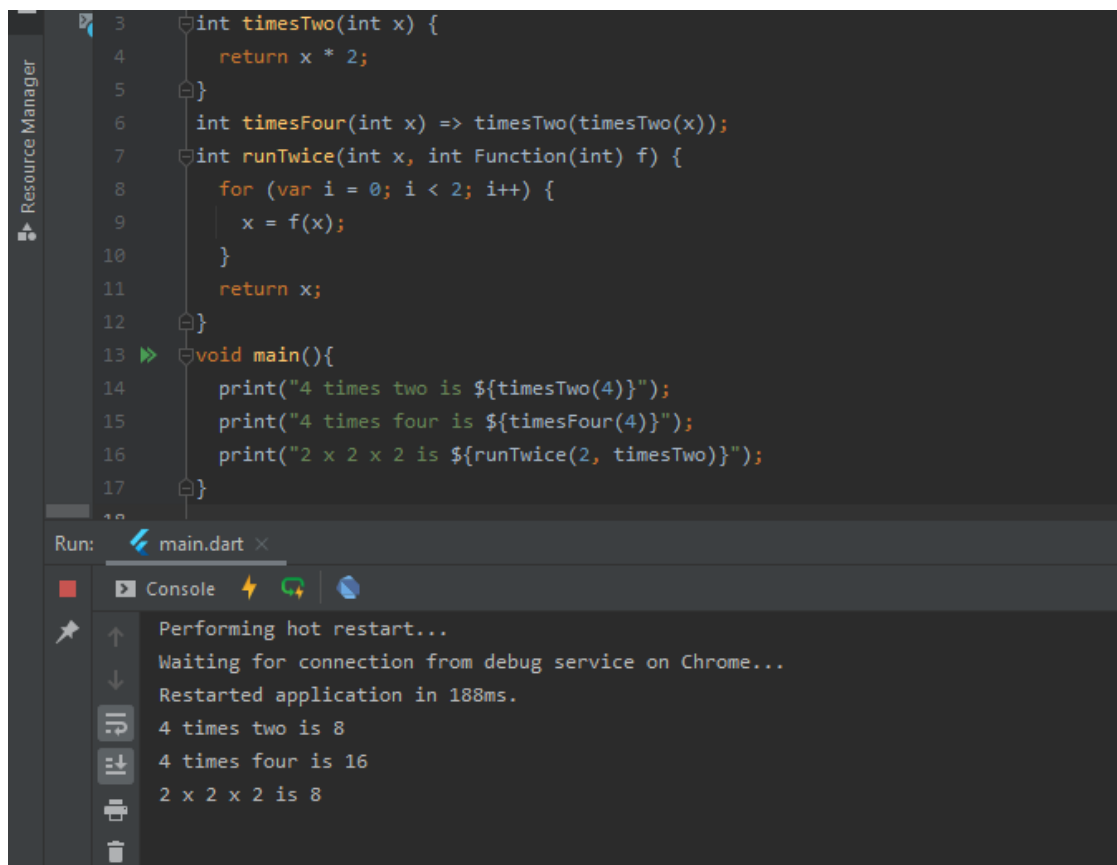 Resource Manager
3 int timesTwo(int x) {
4 return x * 2;
5 }
6 int timesFour(int x) => timesTwo(timesTwo(x));
7 int runTwice(int x, int Function(int) f) {
8 for (var i = 0; i < 2; i++) {
9 x = f(x);
10 }
11 return x;
12 }
13 void main(){
14 print("4 times two is ${timesTwo(4)}");
15 print("4 times four is ${timesFour(4)}");
16 print("2 x 2 x 2 is ${runTwice(2, timesTwo)}");
17 }
18
Run: main.dart
Console
Performing hot restart...
Waiting for connection from debug service on Chrome...
Restarted application in 188ms.
4 times two is 8
4 times four is 16
2 x 2 x 2 is 8